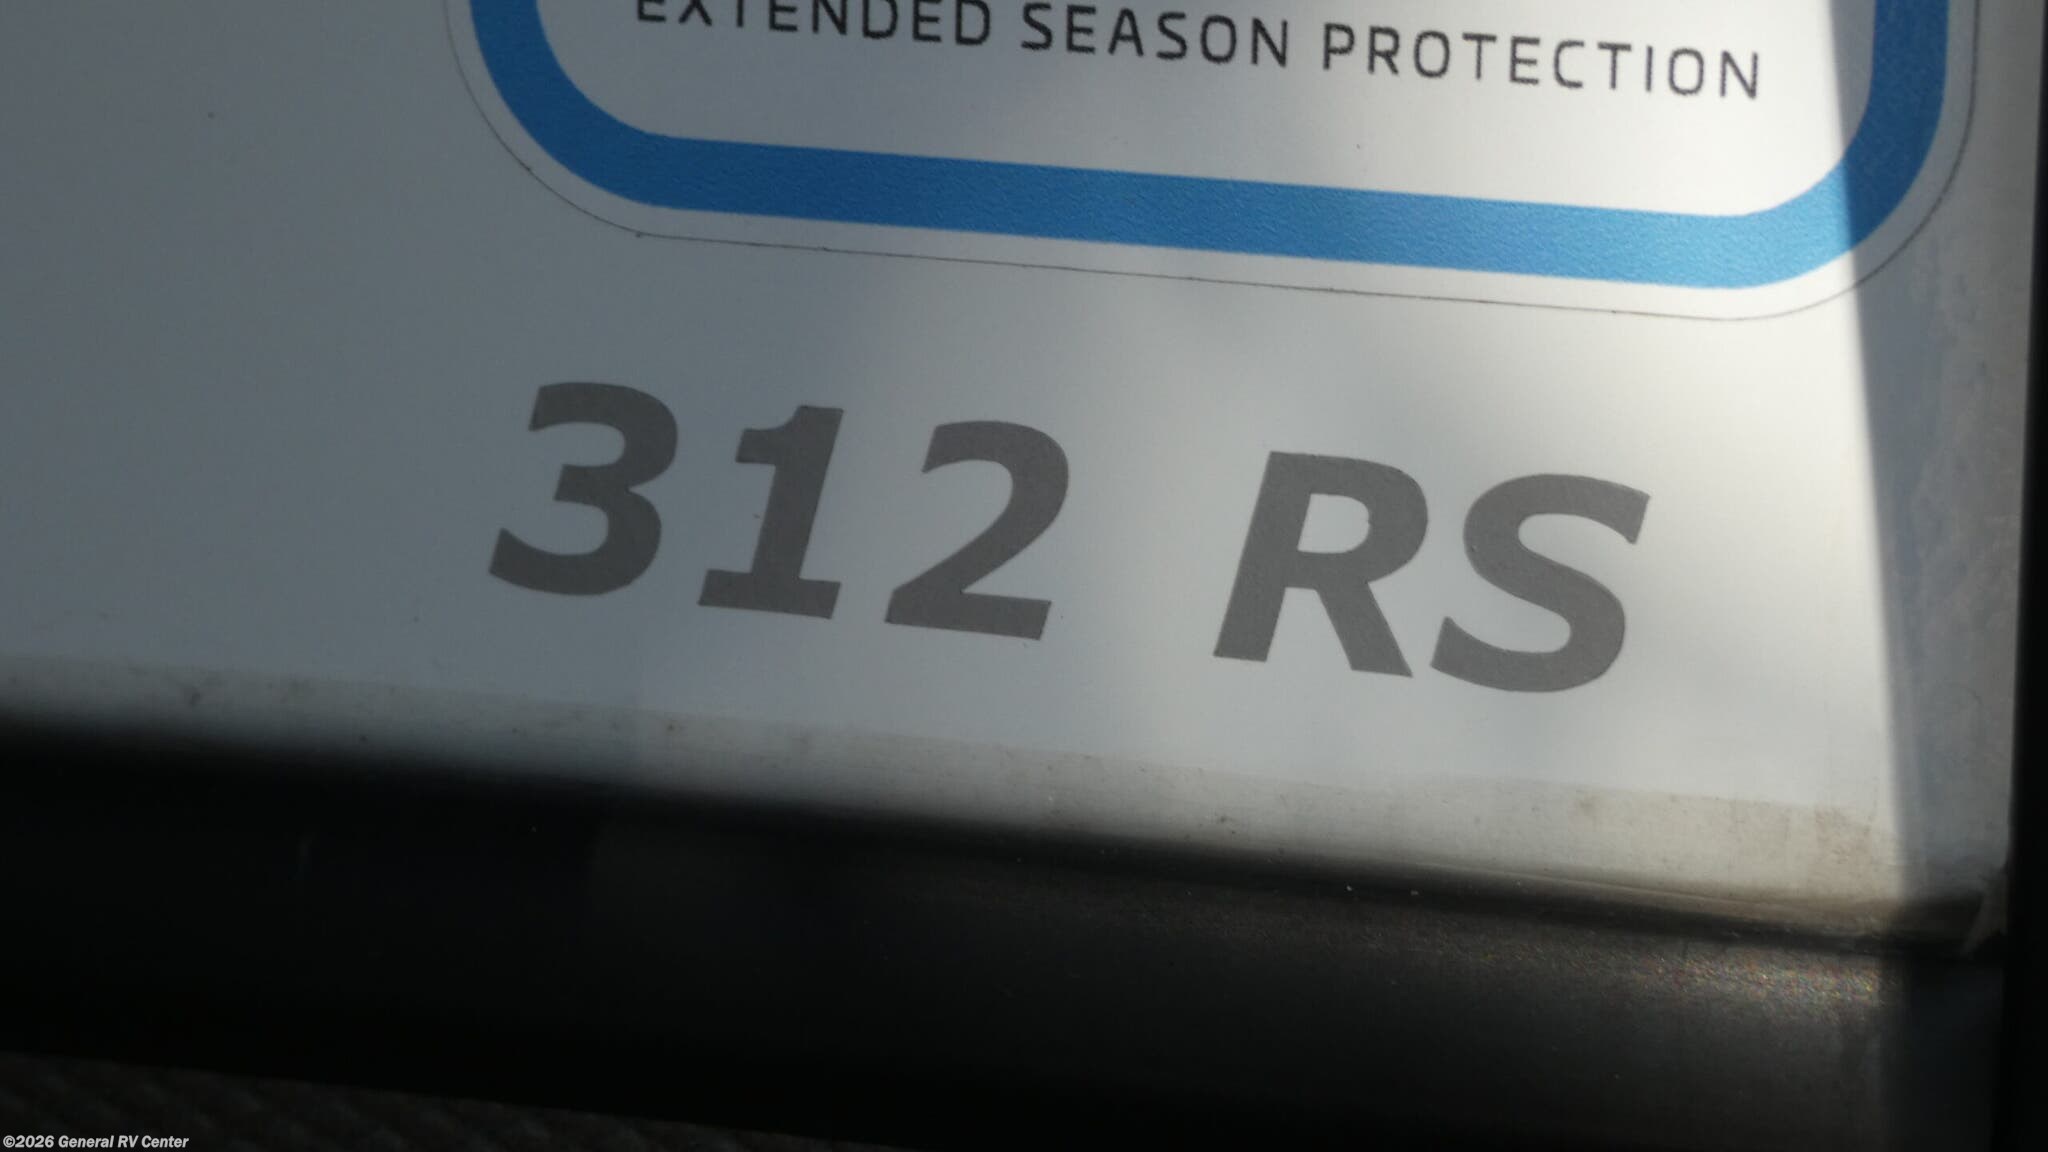 EXTENDED SEASON PROTECTION
312 RS
©2026 General RV Center